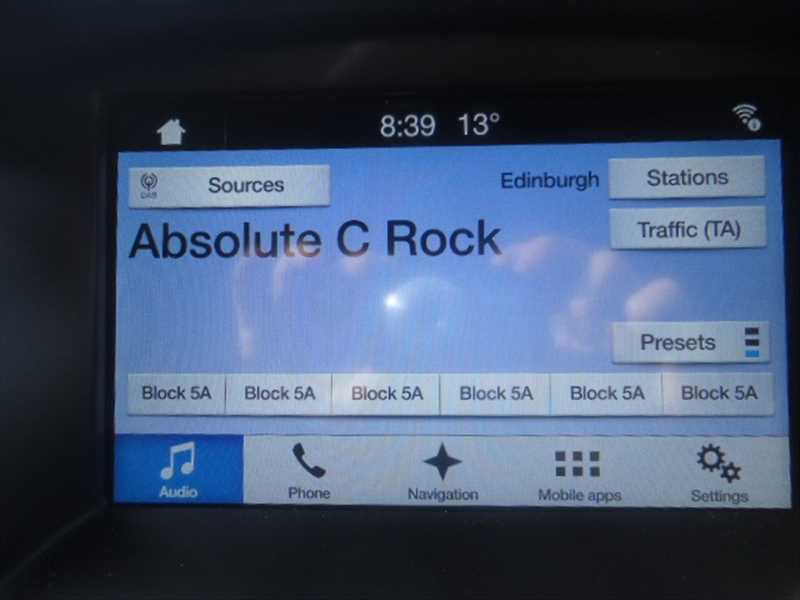 8:39 13°
DAB
Sources
Edinburgh
Stations
Absolute C Rock
Traffic (TA)
Presets
Block 5A Block 5A Block 5A Block 5A Block 5A Block 5A
Audio Phone Navigation Mobile apps Settings